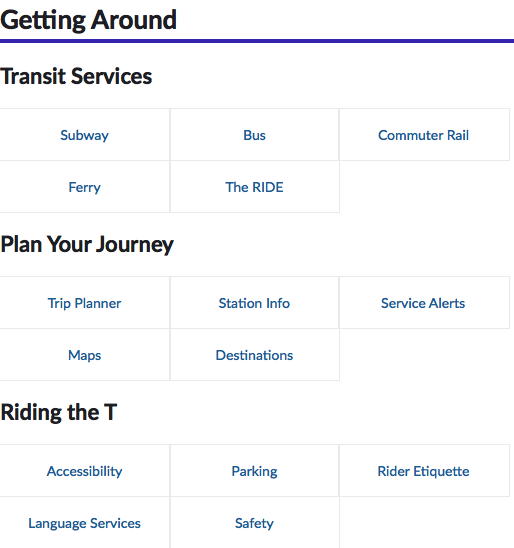 Getting Around
Transit Services
Subway Bus Commuter Rail
Ferry The RIDE
Plan Your Journey
Trip Planner Station Info Service Alerts
Maps Destinations
Riding the T
Accessibility Parking Rider Etiquette
Language Services Safety